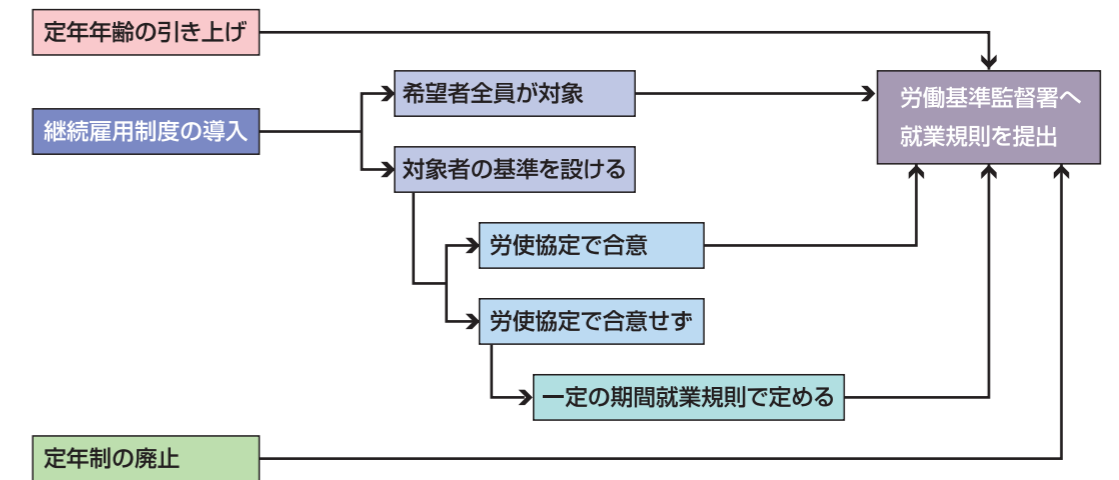 定年年齢の引き上げ
継続雇用制度の導入
希望者全員が対象
対象者の基準を設ける
労使協定で合意
労使協定で合意せず
一定の期間就業規則で定める
定年制の廃止
労働基準監督署へ
就業規則を提出